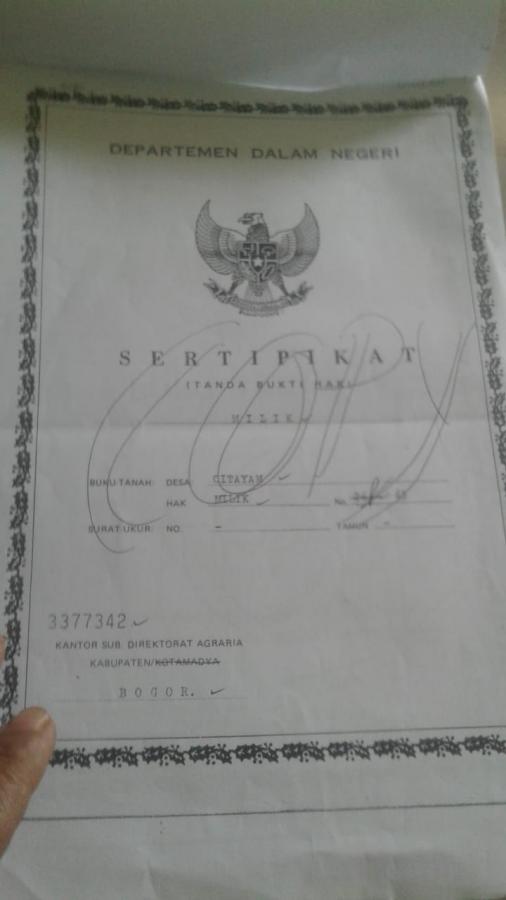 DEPARTEMEN DALAM NEGERI
SERTIPIKAT
(TANDA BUKTI HAK)
MILIK
COPY
BUKU TANAH: DESA CITAYAM
HAK MILIK No. 63
SURAT UKUR: NO. - TAHUN -
3377342
KANTOR SUB. DIREKTORAT AGRARIA
KABUPATEN/KOTAMADYA
BOGOR.